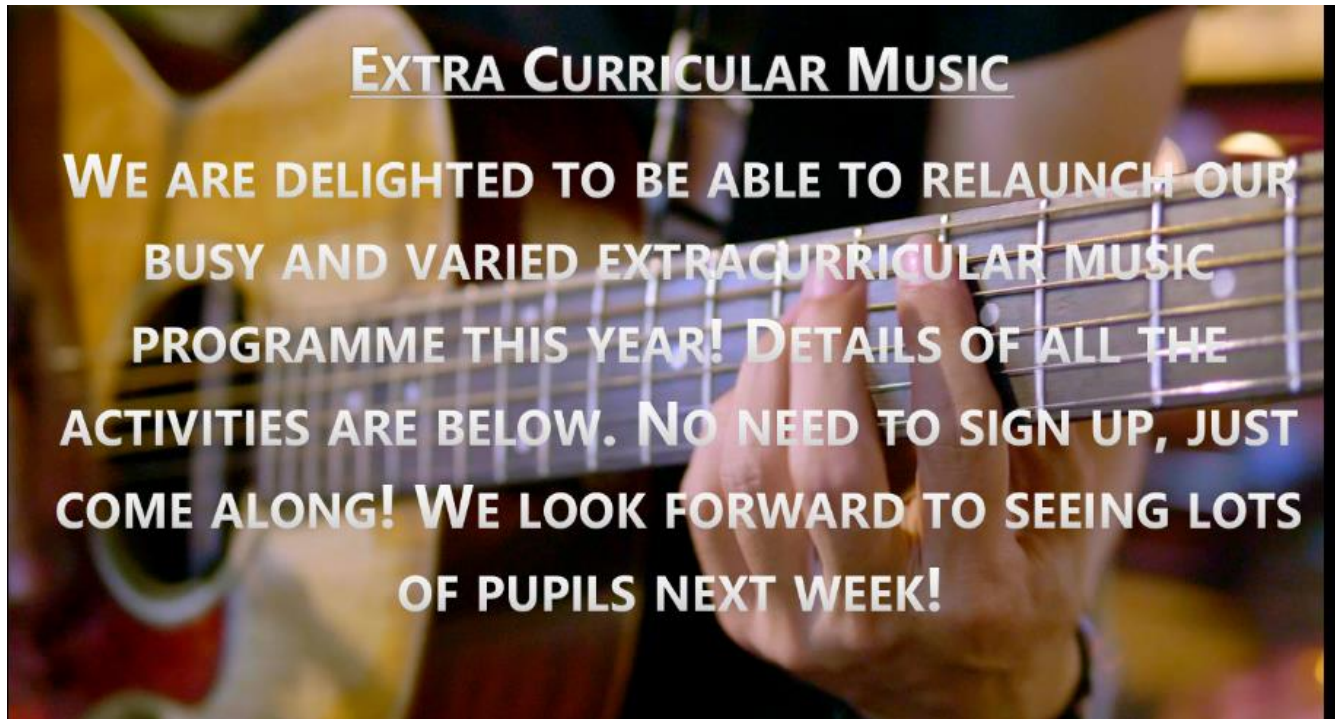 Extra Curricular Music
We are delighted to be able to relaunch our
busy and varied extracurricular music
programme this year! Details of all the
activities are below. No need to sign up, just
come along! We look forward to seeing lots
of pupils next week!